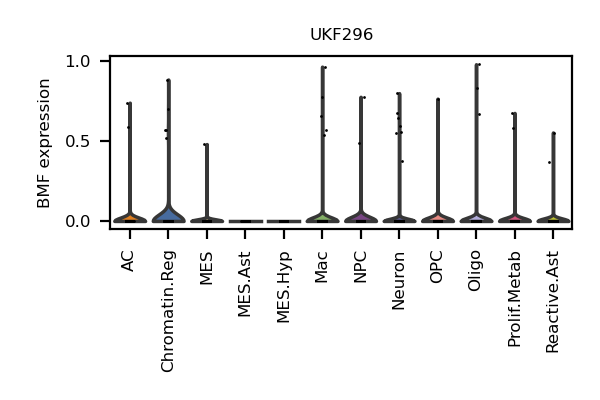 UKF296
BMF expression
1.0
0.5
0.0
AC
Chromatin.Reg
MES
MES.Ast
MES.Hyp
Mac
NPC
Neuron
OPC
Oligo
Prolif.Metab
Reactive.Ast